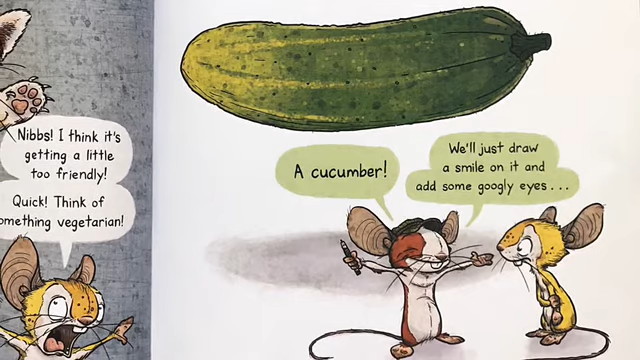 Nibbs! I think it's
getting a little
too friendly!
Quick! Think of
omething vegetarian!
A cucumber!
We'll just draw
a smile on it and
add some googly eyes...